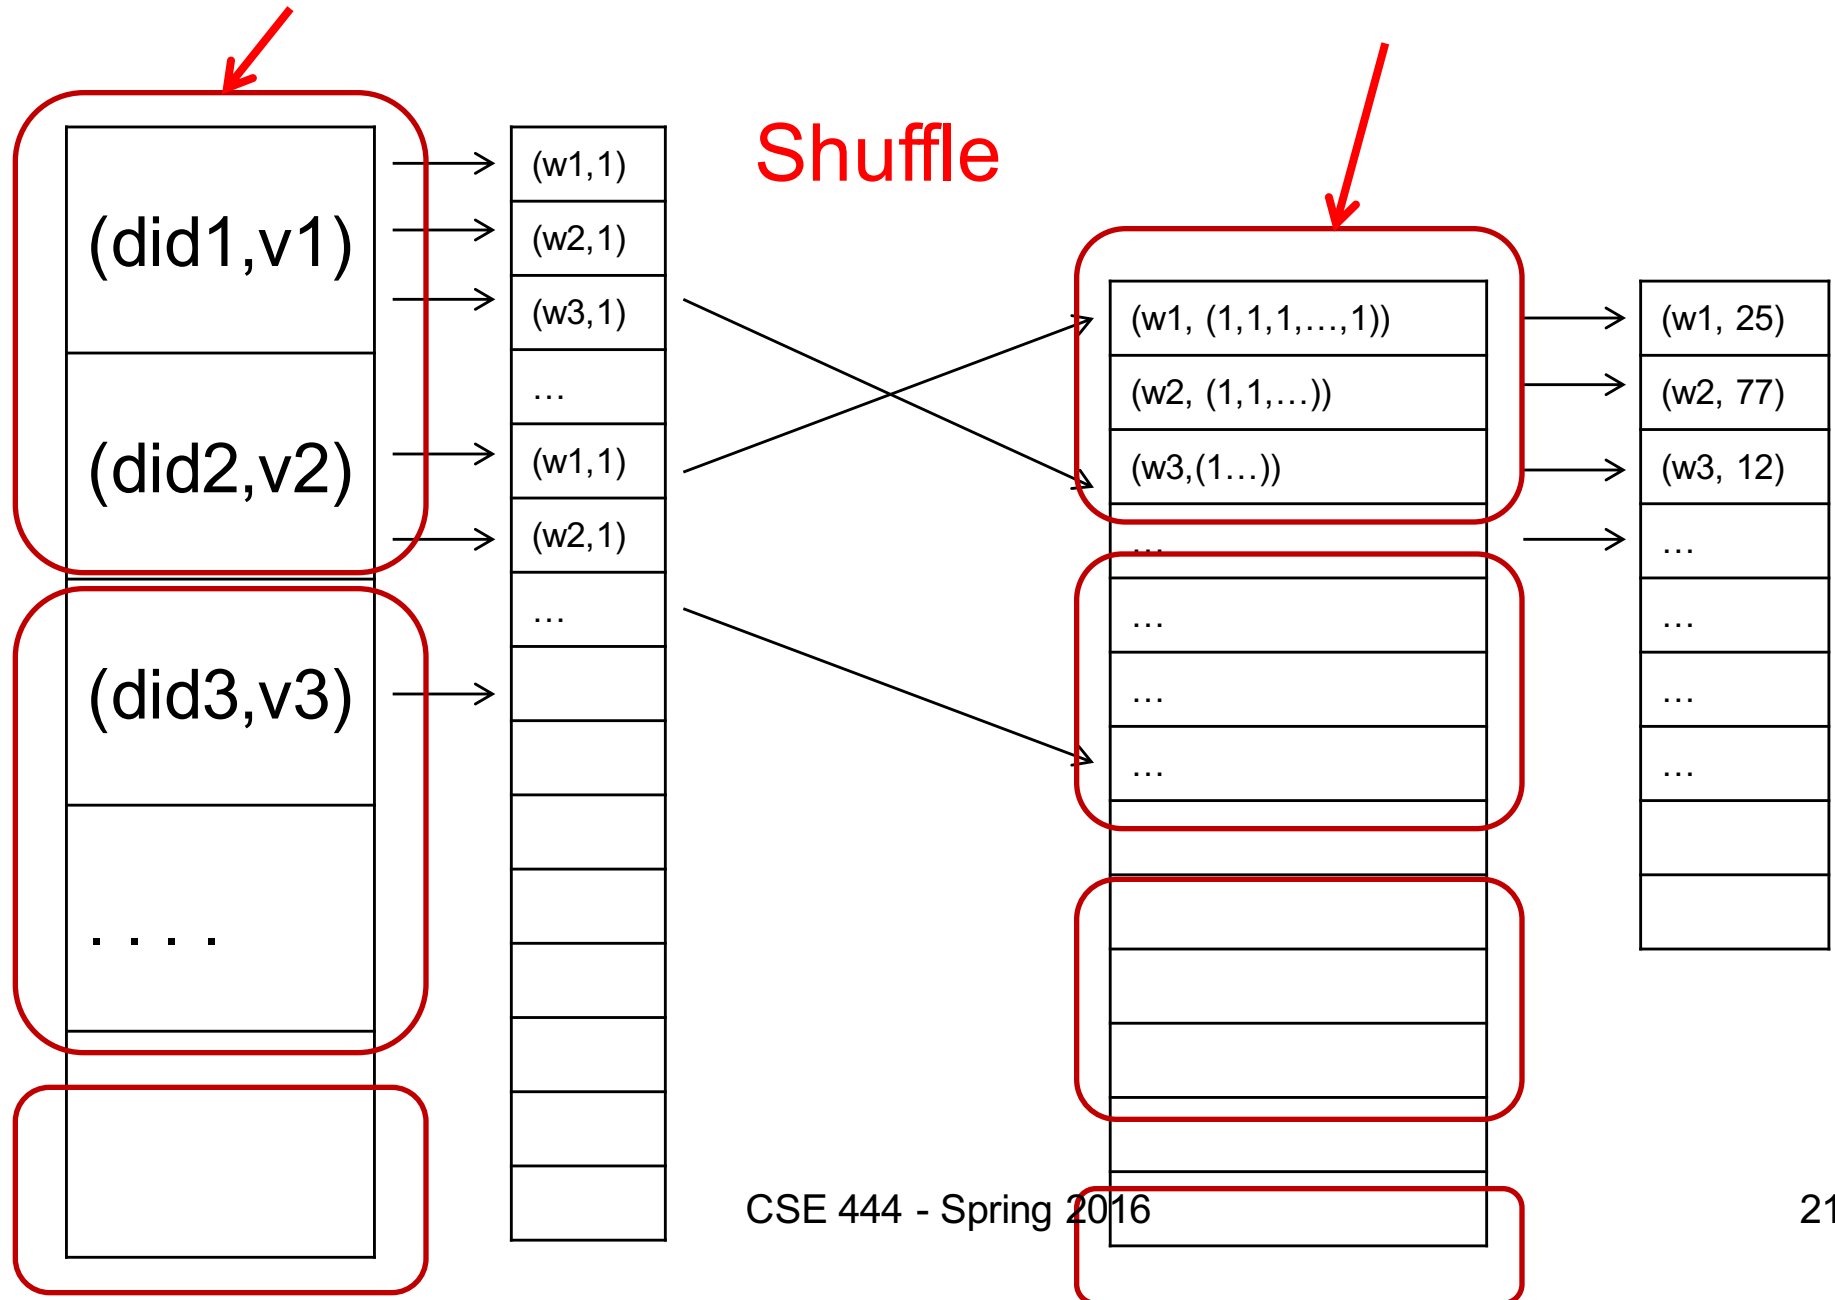 Shuffle
(did1,v1)
(did2,v2)
(did3,v3)
. . . .
(w1,1)
(w2,1)
(w3,1)
…
(w1,1)
(w2,1)
…
(w1, (1,1,1,…,1))
(w2, (1,1,…))
(w3,(1…))
…
…
…
…
(w1, 25)
(w2, 77)
(w3, 12)
…
…
…
…
CSE 444 - Spring 2016
21